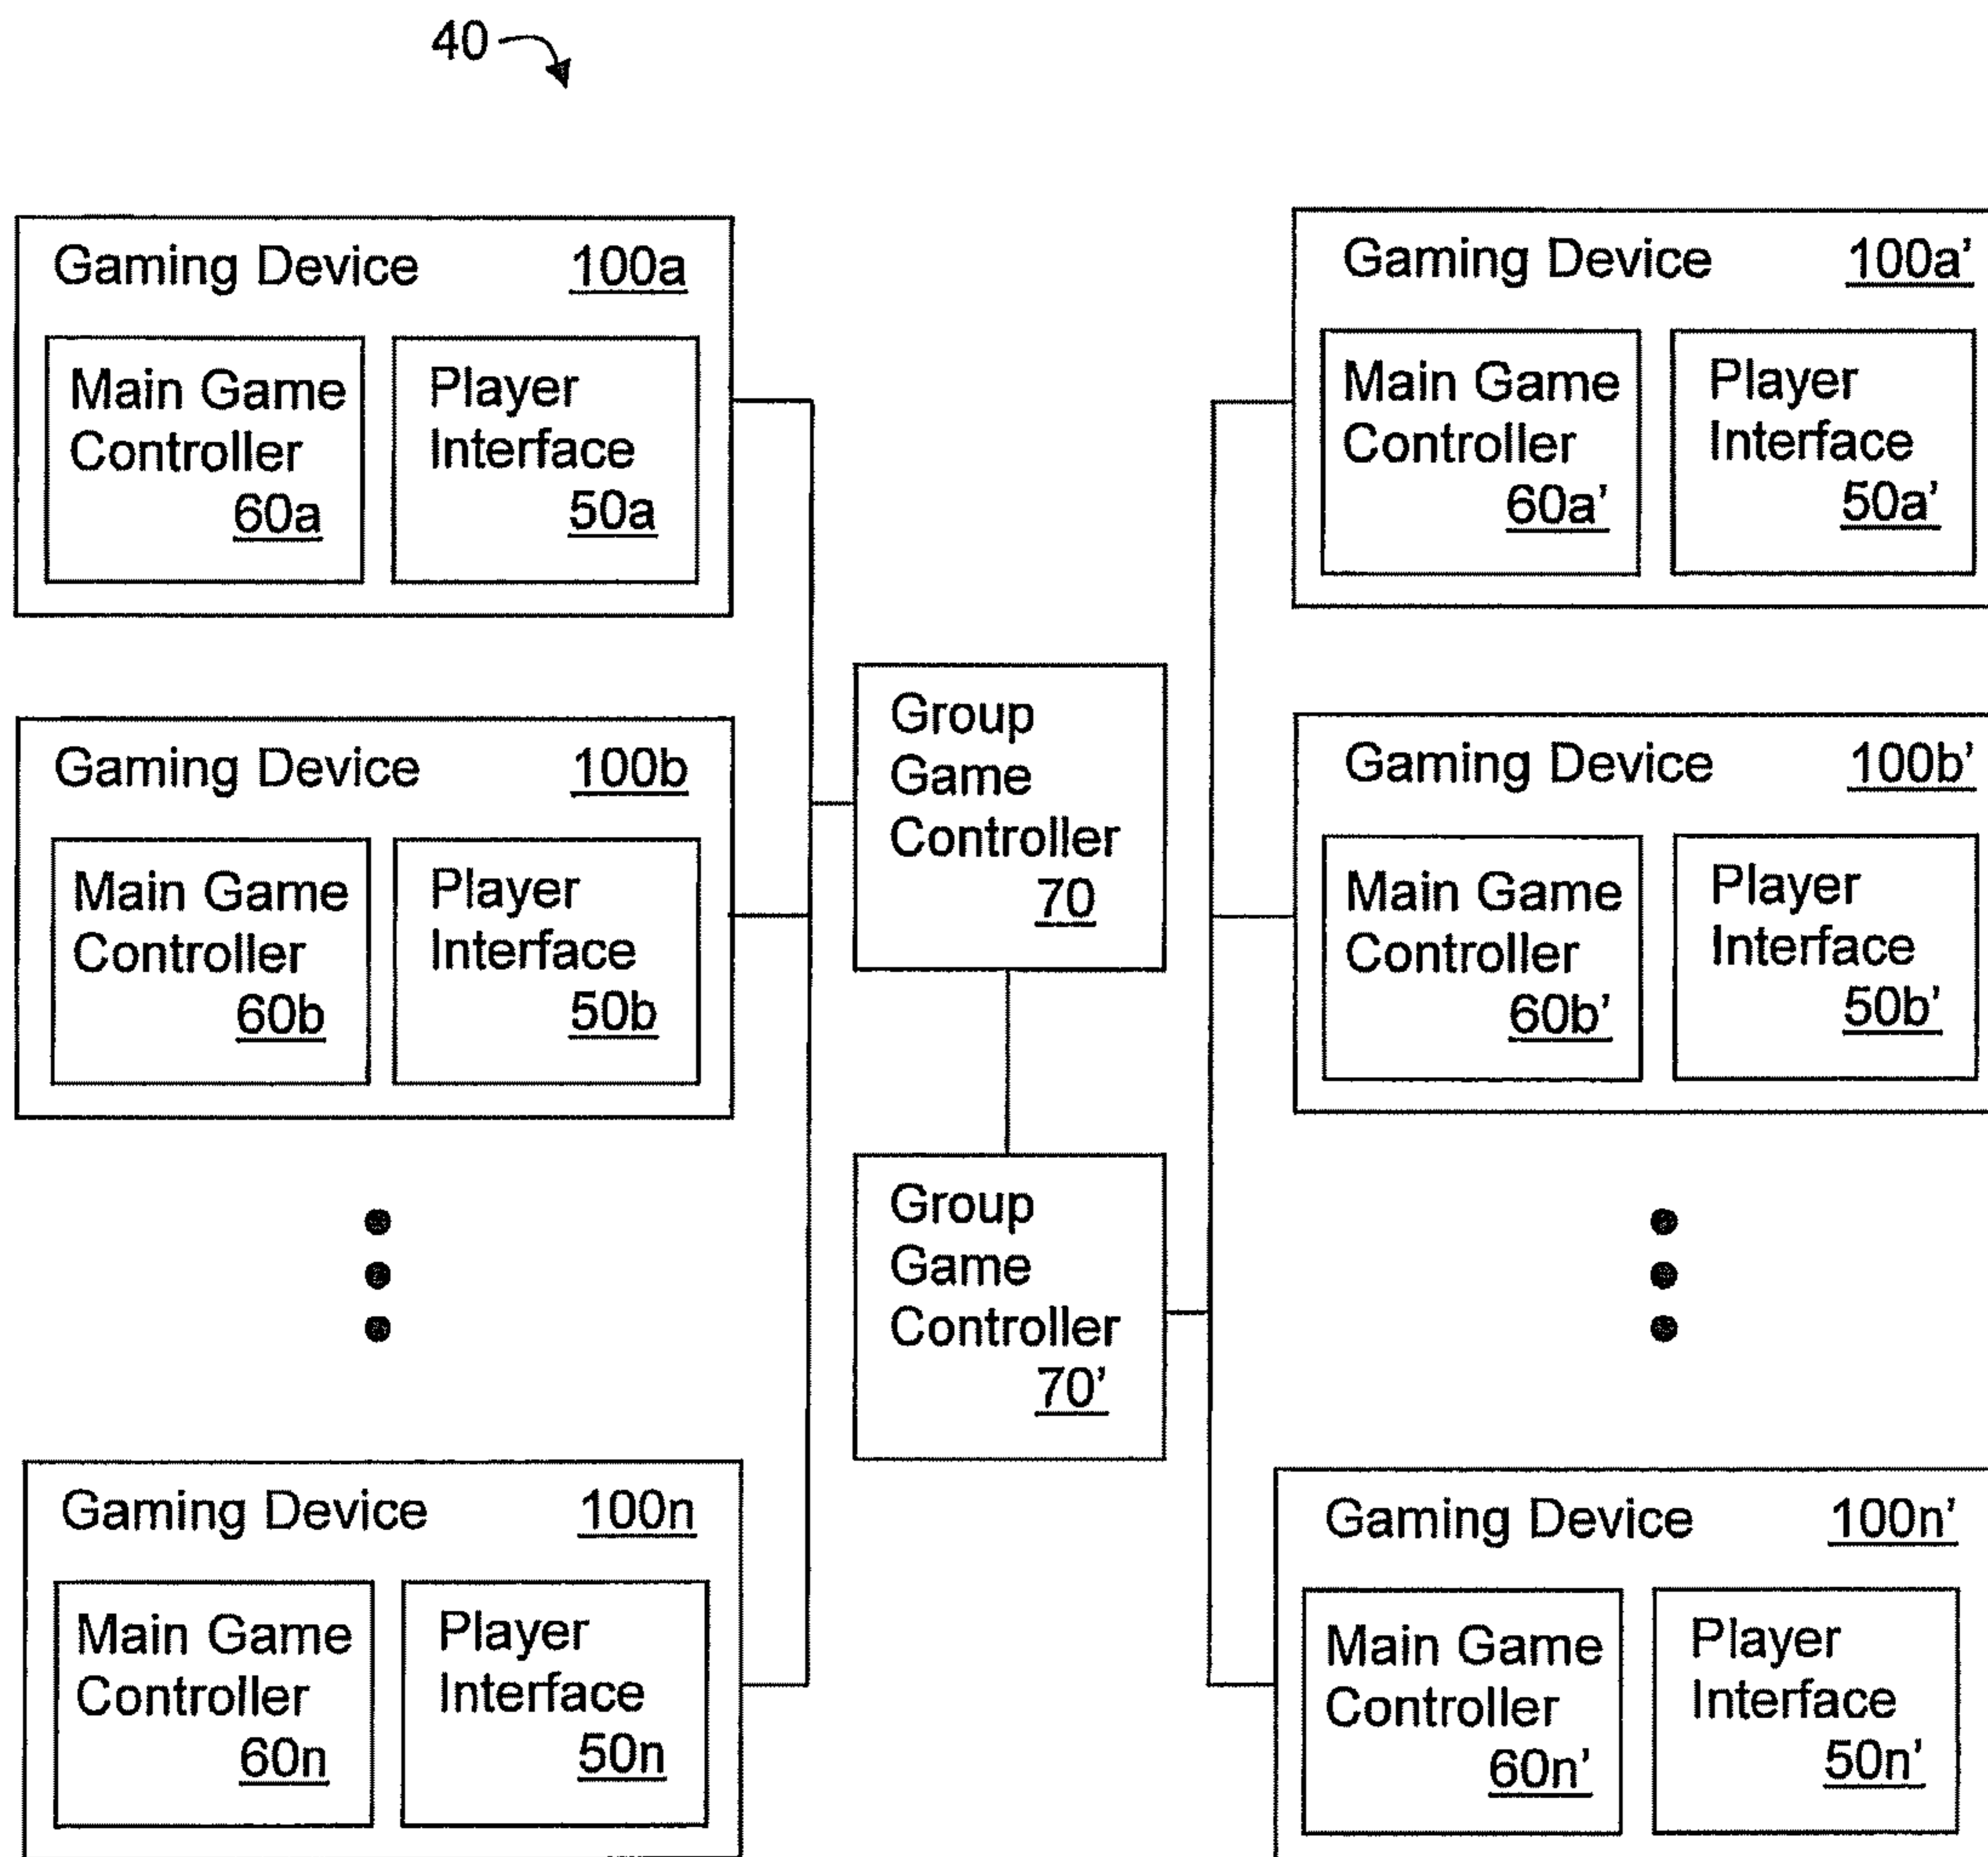 40
Gaming Device 100a
Main Game
Controller
60a
Player
Interface
50a
Gaming Device 100b
Main Game
Controller
60b
Player
Interface
50b
Gaming Device 100n
Main Game
Controller
60n
Player
Interface
50n
Group
Game
Controller
70
Group
Game
Controller
70’
Gaming Device 100a’
Main Game
Controller
60a’
Player
Interface
50a’
Gaming Device 100b’
Main Game
Controller
60b’
Player
Interface
50b’
Gaming Device 100n’
Main Game
Controller
60n’
Player
Interface
50n’